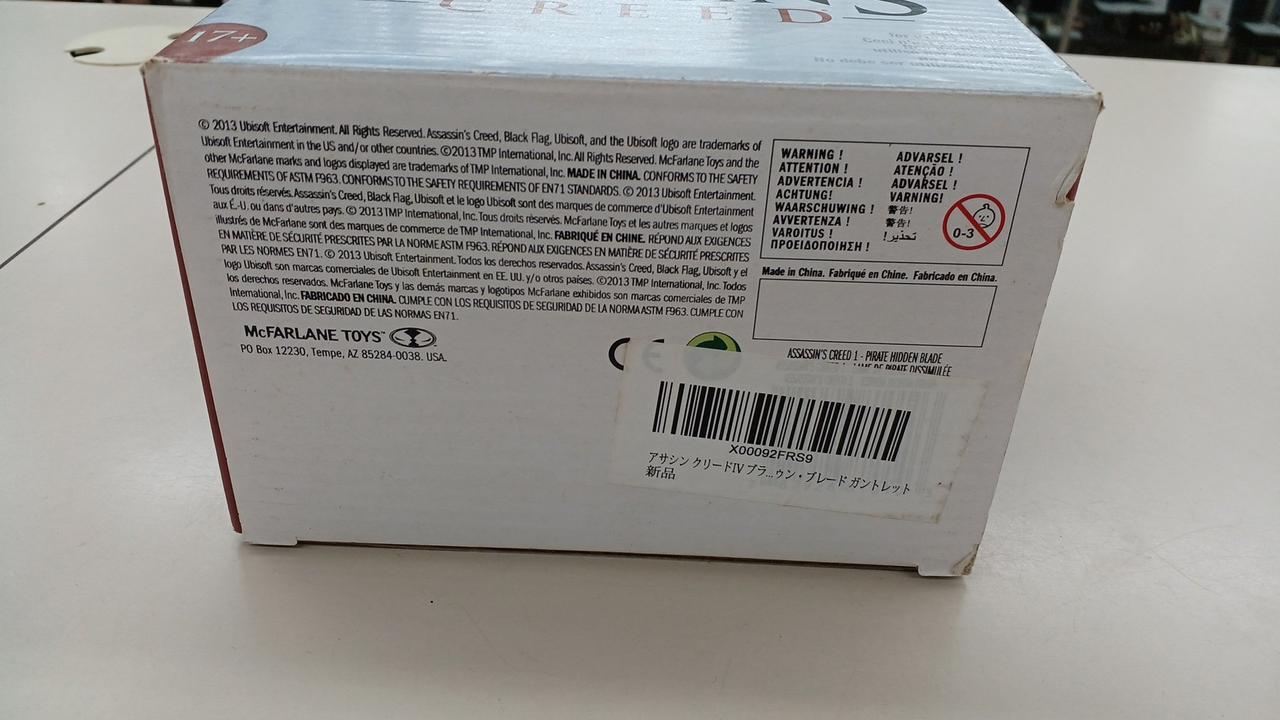 CREED
17+
© 2013 Ubisoft Entertainment. All Rights Reserved. Assassin's Creed, Black Flag, Ubisoft, and the Ubisoft logo are trademarks of
Ubisoft Entertainment in the US and/or other countries. ©2013 TMP International, Inc. All Rights Reserved. McFarlane Toys and the
other McFarlane marks and logos displayed are trademarks of TMP International, Inc. MADE IN CHINA. CONFORMS TO THE SAFETY
REQUIREMENTS OF ASTM F963. CONFORMS TO THE SAFETY REQUIREMENTS OF EN71 STANDARDS. © 2013 Ubisoft Entertainment.
Tous droits réservés. Assassin's Creed, Black Flag, Ubisoft et le logo Ubisoft sont des marques de commerce d'Ubisoft Entertainment
aux É.-U. ou dans d'autres pays. © 2013 TMP International, Inc. Tous droits réservés. McFarlane Toys et les autres marques et logos
illustrés de McFarlane sont des marques de commerce de TMP International, Inc. FABRIQUÉ EN CHINE. RÉPOND AUX EXIGENCES
EN MATIÈRE DE SÉCURITÉ PRESCRITES PAR LA NORME ASTM F963. RÉPOND AUX EXIGENCES EN MATIÈRE DE SÉCURITÉ PRESCRITES
PAR LES NORMES EN71. © 2013 Ubisoft Entertainment. Todos los derechos reservados. Assassin's Creed, Black Flag, Ubisoft y el
logo Ubisoft son marcas comerciales de Ubisoft Entertainment en EE. UU. y/o otros países. ©2013 TMP International, Inc. Todos
los derechos reservados. McFarlane Toys y las demás marcas y logotipos McFarlane exhibidos son marcas comerciales de TMP
International, Inc. FABRICADO EN CHINA. CUMPLE CON LOS REQUISITOS DE SEGURIDAD DE LA NORMA ASTM F963. CUMPLE CON
LOS REQUISITOS DE SEGURIDAD DE LAS NORMAS EN71.
McFARLANE TOYS™
PO Box 12230, Tempe, AZ 85284-0038. USA.
WARNING !
ATTENTION !
ADVERTENCIA !
ACHTUNG!
WAARSCHUWING !
AVVERTENZA !
VAROITUS !
ΠΡΟΕΙΔΟΠΟΙΗΣΗ !
ADVARSEL !
ATENÇÃO !
ADVARSEL !
VARNING!
警告!
警告!
تحذير!
0-3
Made in China. Fabriqué en Chine. Fabricado en China.
CE
ASSASSIN'S CREED 1 - PIRATE HIDDEN BLADE
LAME DE PIRATE DISSIMULÉE
X00092FRS9
アサシン クリードIV ブラ...ゥン・ブレード ガントレット
新品